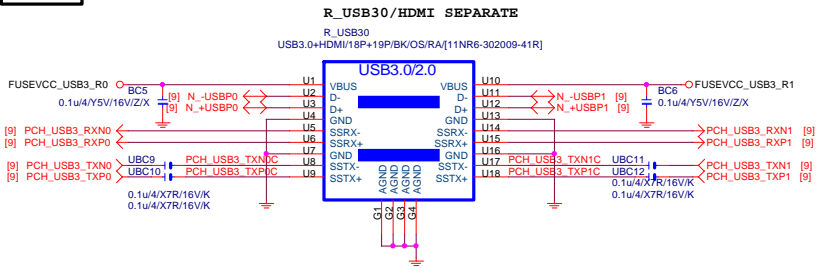 R_USB30/HDMI SEPARATE
R_USB30
USB3.0+HDMI/18P+19P/BK/OS/RA/[11NR6-302009-41R]
USB3.0/2.0
FUSEVCC_USB3_R0
BC5
0.1u/4/Y5V/16V/Z/X
[9] N_-USBP0
[9] N_+USBP0
[9] PCH_USB3_RXN0
[9] PCH_USB3_RXP0
[9] PCH_USB3_TXN0
[9] PCH_USB3_TXP0
UBC9
UBC10
PCH_USB3_TXN0C
PCH_USB3_TXP0C
0.1u/4/X7R/16V/K
0.1u/4/X7R/16V/K
U1
U2
U3
U4
U5
U6
U7
U8
U9
VBUS
D-
D+
GND
SSRX-
SSRX+
GND
SSTX-
SSTX+
VBUS
D-
D+
GND
SSRX-
SSRX+
GND
SSTX-
SSTX+
AGND
AGND
AGND
AGND
G1
G2
G3
G4
U10
U11
U12
U13
U14
U15
U16
U17
U18
FUSEVCC_USB3_R1
BC6
0.1u/4/Y5V/16V/Z/X
N_-USBP1 [9]
N_+USBP1 [9]
PCH_USB3_RXN1 [9]
PCH_USB3_RXP1 [9]
PCH_USB3_TXN1C
PCH_USB3_TXP1C
UBC11
UBC12
PCH_USB3_TXN1 [9]
PCH_USB3_TXP1 [9]
0.1u/4/X7R/16V/K
0.1u/4/X7R/16V/K